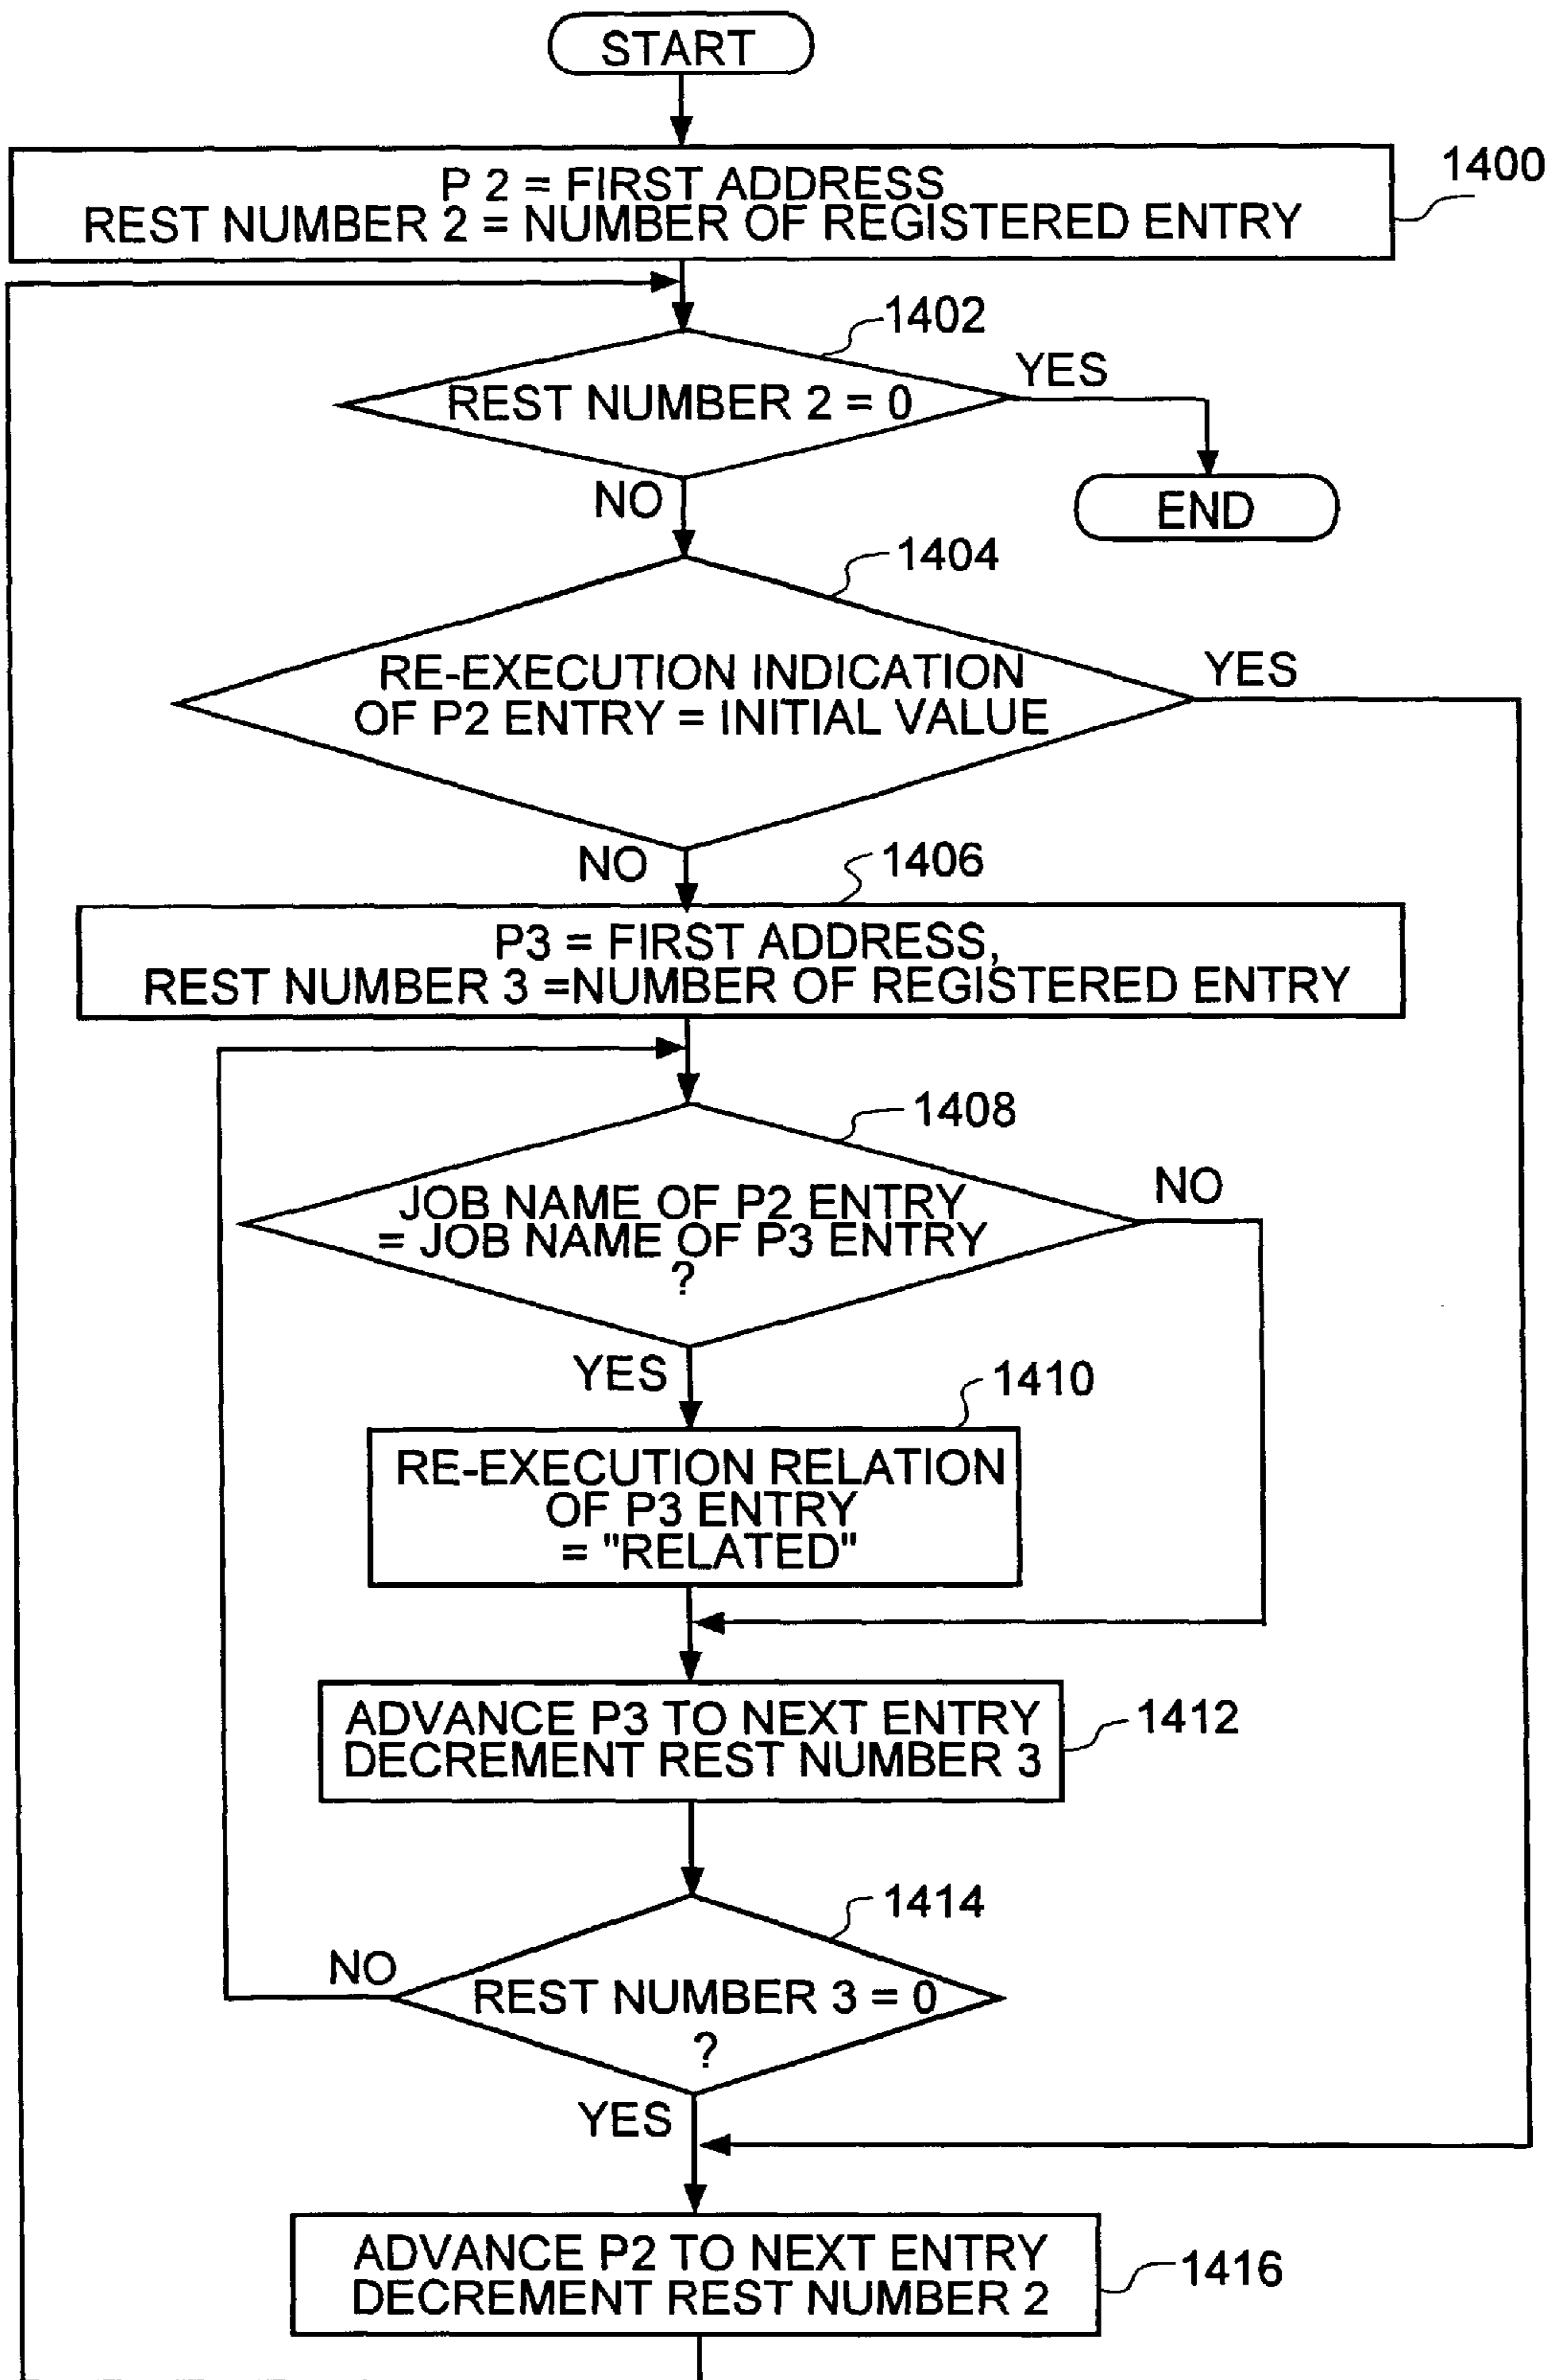 START
P 2 = FIRST ADDRESS
REST NUMBER 2 = NUMBER OF REGISTERED ENTRY
1400
1402
REST NUMBER 2 = 0
YES
NO
END
1404
RE-EXECUTION INDICATION
OF P2 ENTRY = INITIAL VALUE
YES
NO
1406
P3 = FIRST ADDRESS,
REST NUMBER 3 =NUMBER OF REGISTERED ENTRY
1408
JOB NAME OF P2 ENTRY
= JOB NAME OF P3 ENTRY
?
NO
YES
1410
RE-EXECUTION RELATION
OF P3 ENTRY
= "RELATED"
ADVANCE P3 TO NEXT ENTRY
DECREMENT REST NUMBER 3
1412
1414
NO
REST NUMBER 3 = 0
?
YES
ADVANCE P2 TO NEXT ENTRY
DECREMENT REST NUMBER 2
1416